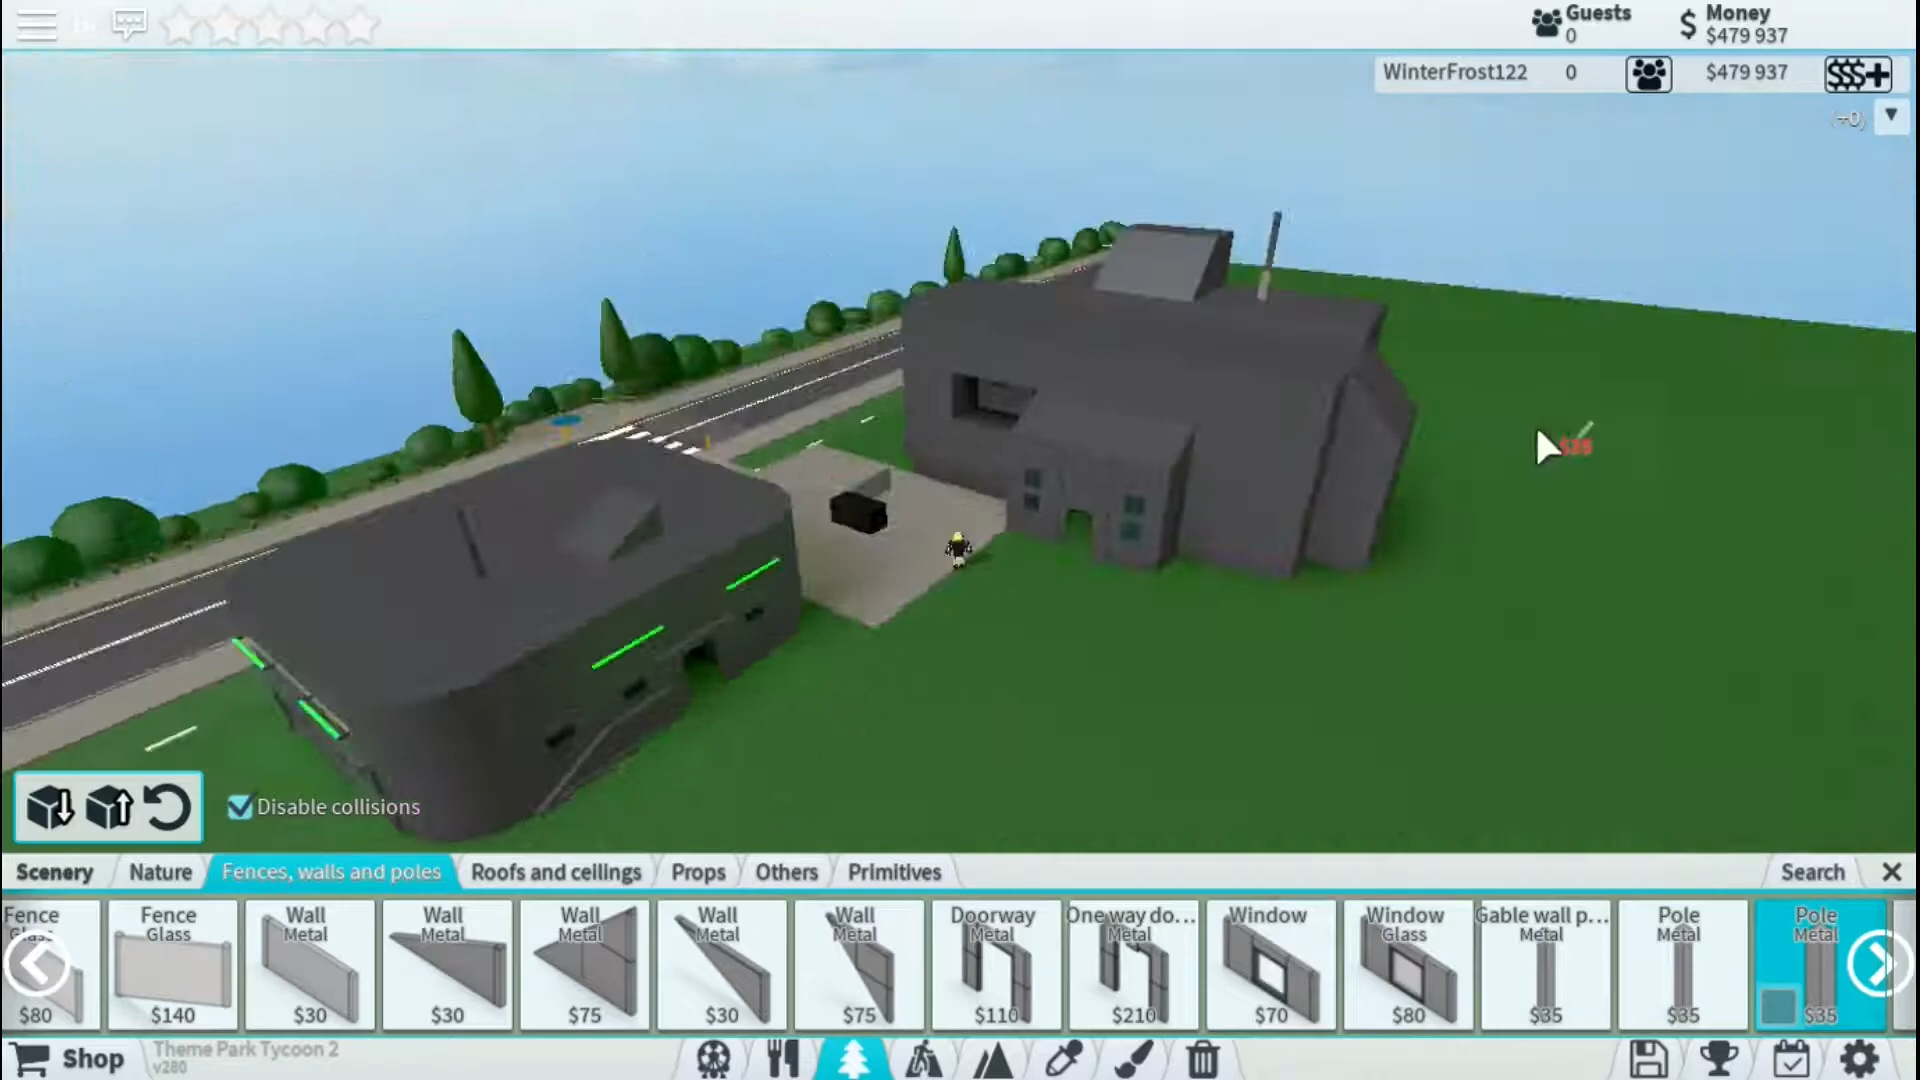 Guests
0
Money
$479 937
WinterFrost122 0 $479 937
(+0)
$35
Disable collisions
Scenery Nature Fences, walls and poles Roofs and ceilings Props Others Primitives Search
Fence
Glass
$80
Fence
Glass
$140
Wall
Metal
$30
Wall
Metal
$30
Wall
Metal
$75
Wall
Metal
$30
Wall
Metal
$75
Doorway
Metal
$110
One way do...
Metal
$210
Window
$70
Window
Glass
$80
Gable wall p...
Metal
$35
Pole
Metal
$35
Pole
Metal
$35
Shop
Theme Park Tycoon 2
v280